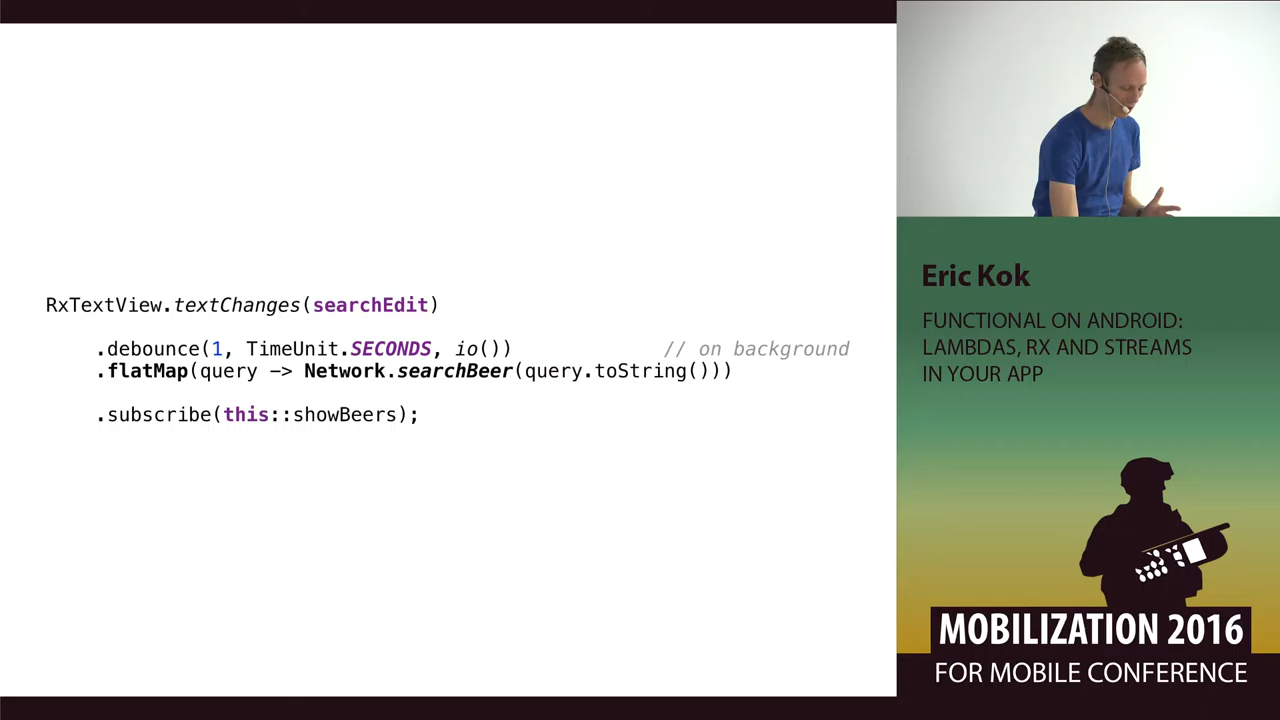 RxTextView.textChanges(searchEdit)
.debounce(1, TimeUnit.SECONDS, io()) // on background
.flatMap(query –> Network.searchBeer(query.toString()))
.subscribe(this::showBeers);
Eric Kok
FUNCTIONAL ON ANDROID:
LAMBDAS, RX AND STREAMS
IN YOUR APP
MOBILIZATION 2016
FOR MOBILE CONFERENCE